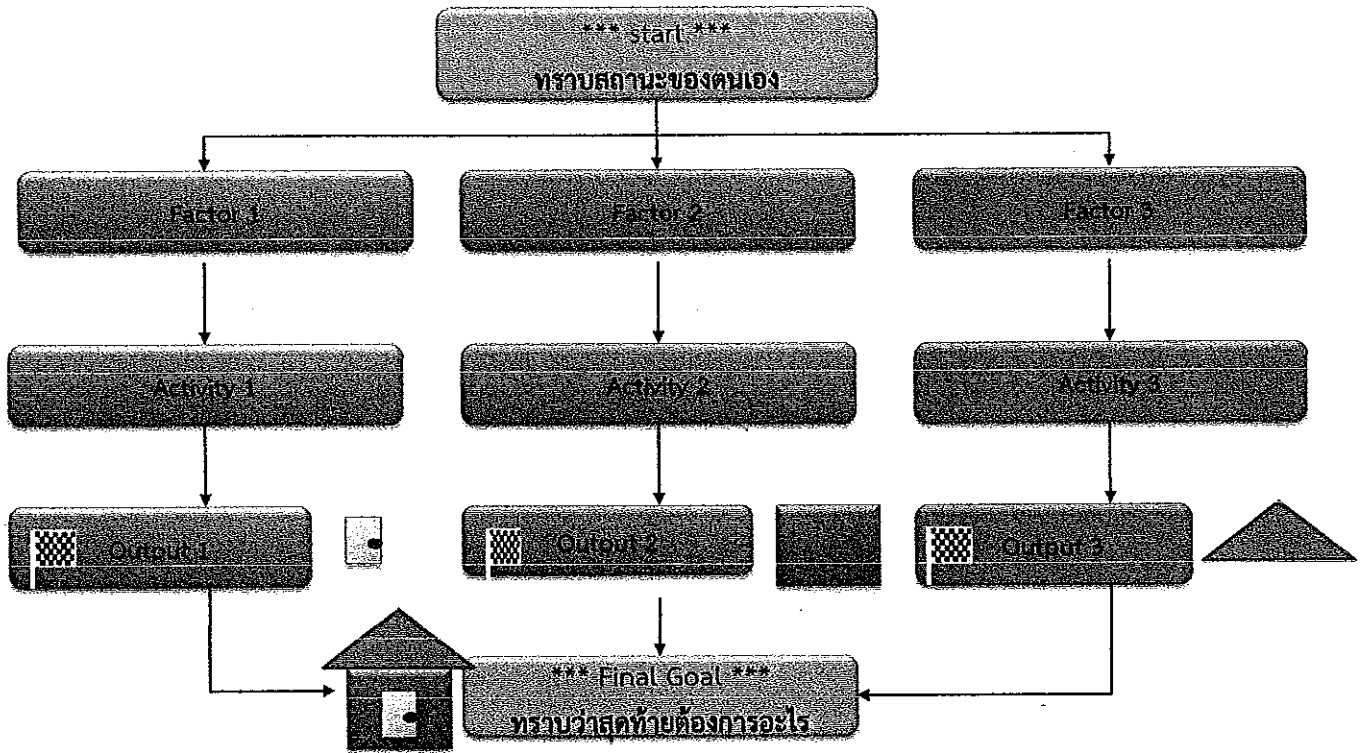 *** start ***
ทราบสถานะของตนเอง
Factor 1
Factor 2
Factor 3
Activity 1
Activity 2
Activity 3
Output 1
Output 2
Output 3
*** Final Goal ***
ทราบว่าสุดท้ายต้องการอะไร